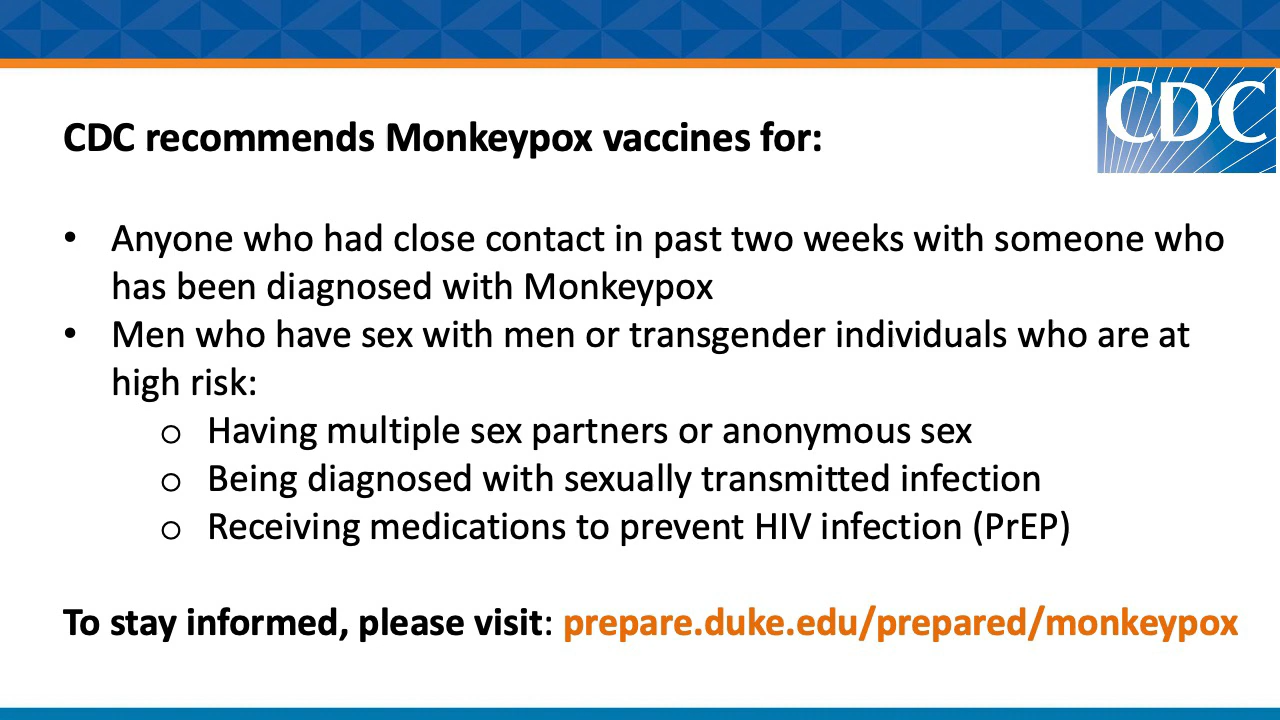 CDC
CDC recommends Monkeypox vaccines for:
• Anyone who had close contact in past two weeks with someone who
has been diagnosed with Monkeypox
• Men who have sex with men or transgender individuals who are at
high risk:
o Having multiple sex partners or anonymous sex
o Being diagnosed with sexually transmitted infection
o Receiving medications to prevent HIV infection (PrEP)
To stay informed, please visit: prepare.duke.edu/prepared/monkeypox